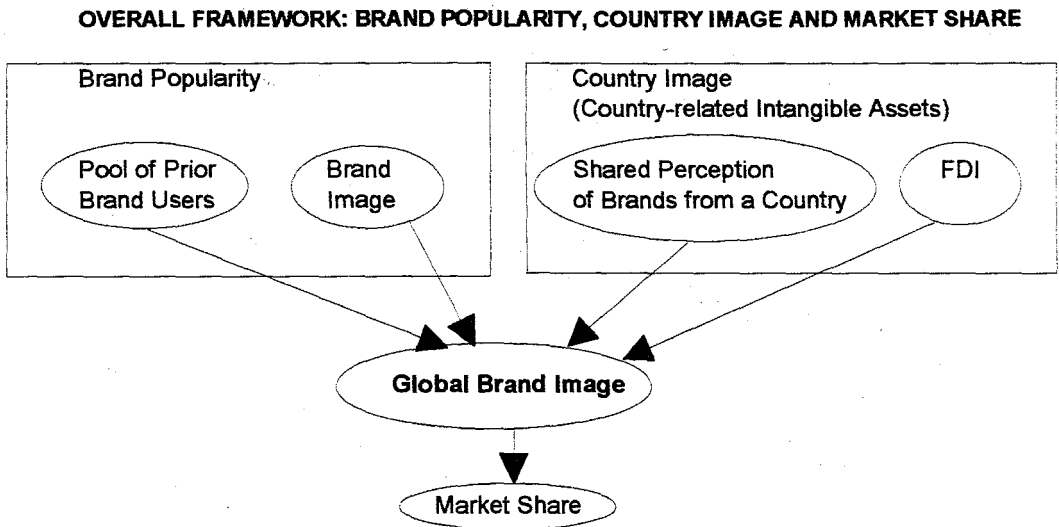 OVERALL FRAMEWORK: BRAND POPULARITY, COUNTRY IMAGE AND MARKET SHARE
Brand Popularity
Pool of Prior
Brand Users
Brand
Image
Country Image
(Country-related Intangible Assets)
Shared Perception
of Brands from a Country
FDI
Global Brand Image
Market Share